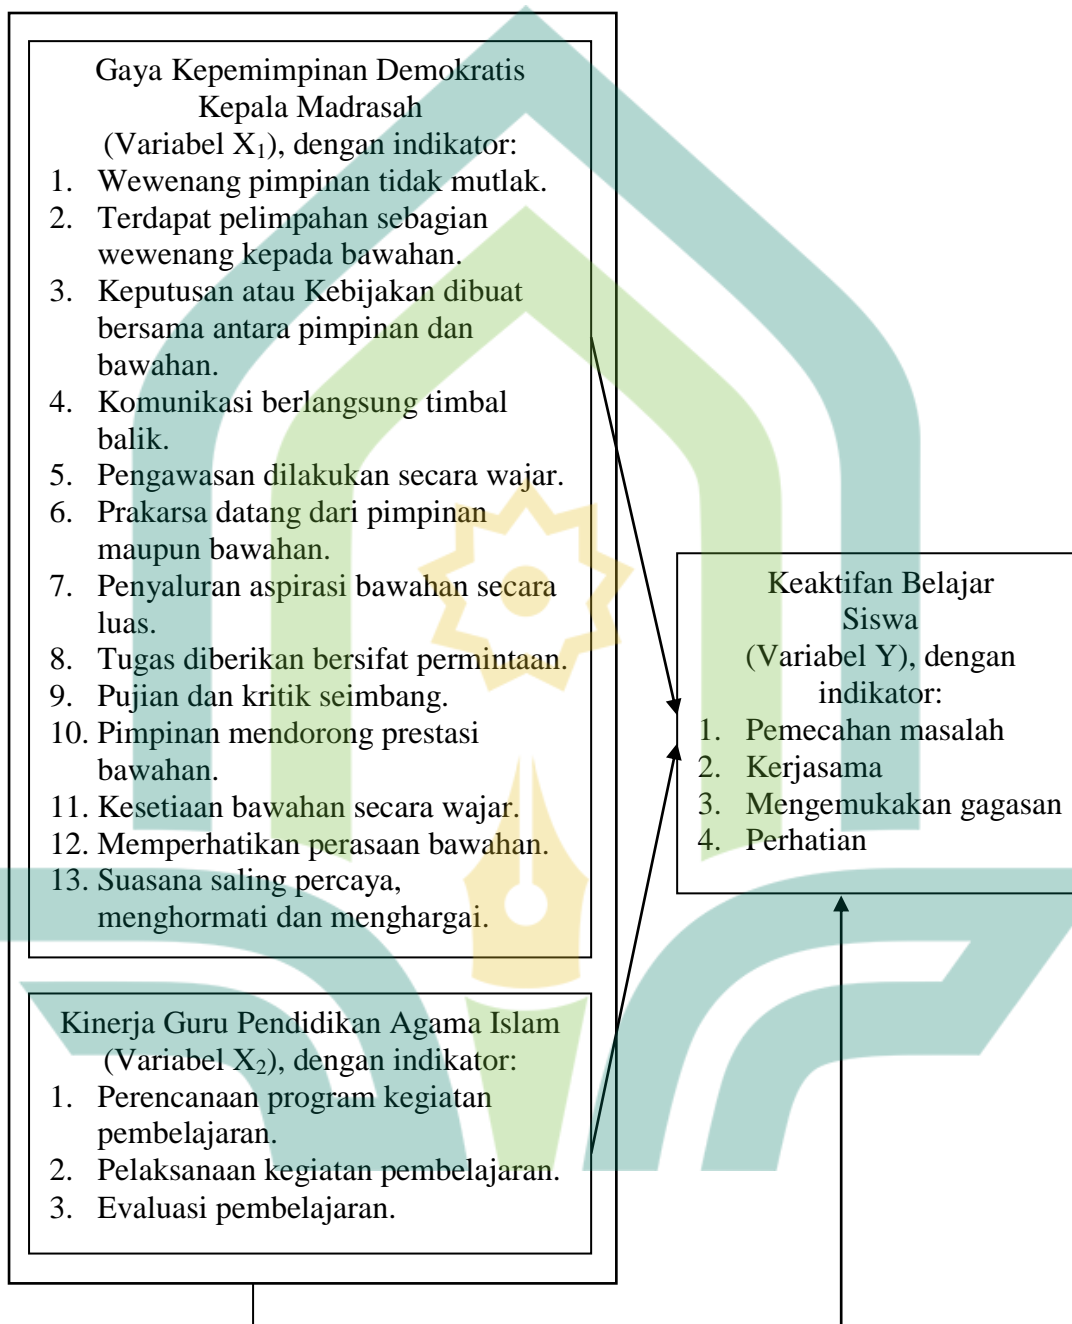 Gaya Kepemimpinan Demokratis
Kepala Madrasah
(Variabel X₁), dengan indikator:
1. Wewenang pimpinan tidak mutlak.
2. Terdapat pelimpahan sebagian
wewenang kepada bawahan.
3. Keputusan atau Kebijakan dibuat
bersama antara pimpinan dan
bawahan.
4. Komunikasi berlangsung timbal
balik.
5. Pengawasan dilakukan secara wajar.
6. Prakarsa datang dari pimpinan
maupun bawahan.
7. Penyaluran aspirasi bawahan secara
luas.
8. Tugas diberikan bersifat permintaan.
9. Pujian dan kritik seimbang.
10. Pimpinan mendorong prestasi
bawahan.
11. Kesetiaan bawahan secara wajar.
12. Memperhatikan perasaan bawahan.
13. Suasana saling percaya,
menghormati dan menghargai.
Kinerja Guru Pendidikan Agama Islam
(Variabel X₂), dengan indikator:
1. Perencanaan program kegiatan
pembelajaran.
2. Pelaksanaan kegiatan pembelajaran.
3. Evaluasi pembelajaran.
Keaktifan Belajar
Siswa
(Variabel Y), dengan
indikator:
1. Pemecahan masalah
2. Kerjasama
3. Mengemukakan gagasan
4. Perhatian